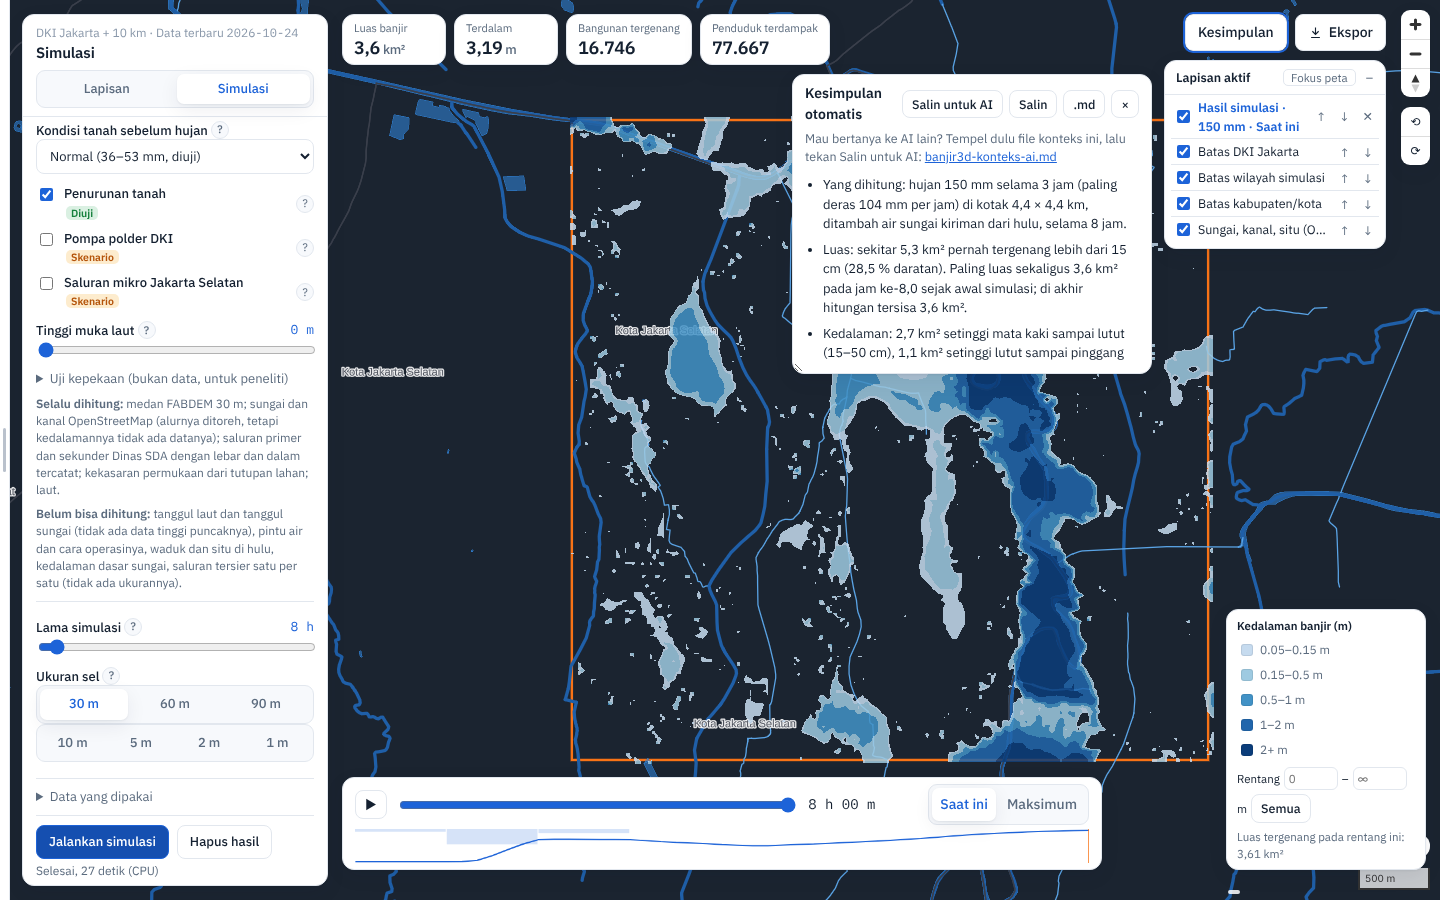 DKI Jakarta + 10 km · Data terbaru 2026-10-24
Simulasi
Lapisan
Simulasi
Kondisi tanah sebelum hujan ?
Normal (36–53 mm, diuji)
Penurunan tanah
Diuji
?
Pompa polder DKI
Skenario
?
Saluran mikro Jakarta Selatan
Skenario
?
Tinggi muka laut ?
0 m
▶ Uji kepekaan (bukan data, untuk peneliti)
Selalu dihitung: medan FABDEM 30 m; sungai dan
kanal OpenStreetMap (alurnya ditoreh, tetapi
kedalamannya tidak ada datanya); saluran primer
dan sekunder Dinas SDA dengan lebar dan dalam
tercatat; kekasaran permukaan dari tutupan lahan;
laut.
Belum bisa dihitung: tanggul laut dan tanggul
sungai (tidak ada data tinggi puncaknya), pintu air
dan cara operasinya, waduk dan situ di hulu,
kedalaman dasar sungai, saluran tersier satu per
satu (tidak ada ukurannya).
Lama simulasi ?
8 h
Ukuran sel ?
30 m
60 m
90 m
10 m
5 m
2 m
1 m
▶ Data yang dipakai
Jalankan simulasi
Hapus hasil
Selesai, 27 detik (CPU)
Luas banjir
3,6 km²
Terdalam
3,19 m
Bangunan tergenang
16.746
Penduduk terdampak
77.667
Kesimpulan
Ekspor
Kesimpulan
otomatis
Salin untuk AI
Salin
.md
×
Mau bertanya ke AI lain? Tempel dulu file konteks ini, lalu
tekan Salin untuk AI: banjir3d-konteks-ai.md
• Yang dihitung: hujan 150 mm selama 3 jam (paling
deras 104 mm per jam) di kotak 4,4 × 4,4 km,
ditambah air sungai kiriman dari hulu, selama 8 jam.
• Luas: sekitar 5,3 km² pernah tergenang lebih dari 15
cm (28,5 % daratan). Paling luas sekaligus 3,6 km²
pada jam ke-8,0 sejak awal simulasi; di akhir
hitungan tersisa 3,6 km².
• Kedalaman: 2,7 km² setinggi mata kaki sampai lutut
(15–50 cm), 1,1 km² setinggi lutut sampai pinggang
Lapisan aktif
Fokus peta
−
Hasil simulasi ·
150 mm · Saat ini
↑ ↓ ×
Batas DKI Jakarta ↑ ↓
Batas wilayah simulasi ↑ ↓
Batas kabupaten/kota ↑ ↓
Sungai, kanal, situ (O... ↑ ↓
Kota Jakarta Selatan
Kota Jakarta Selatan
Kota Jakarta Selatan
Kedalaman banjir (m)
0.05–0.15 m
0.15–0.5 m
0.5–1 m
1–2 m
2+ m
Rentang 0 – ∞
m Semua
Luas tergenang pada rentang ini:
3,61 km²
500 m
8 h 00 m
Saat ini
Maksimum